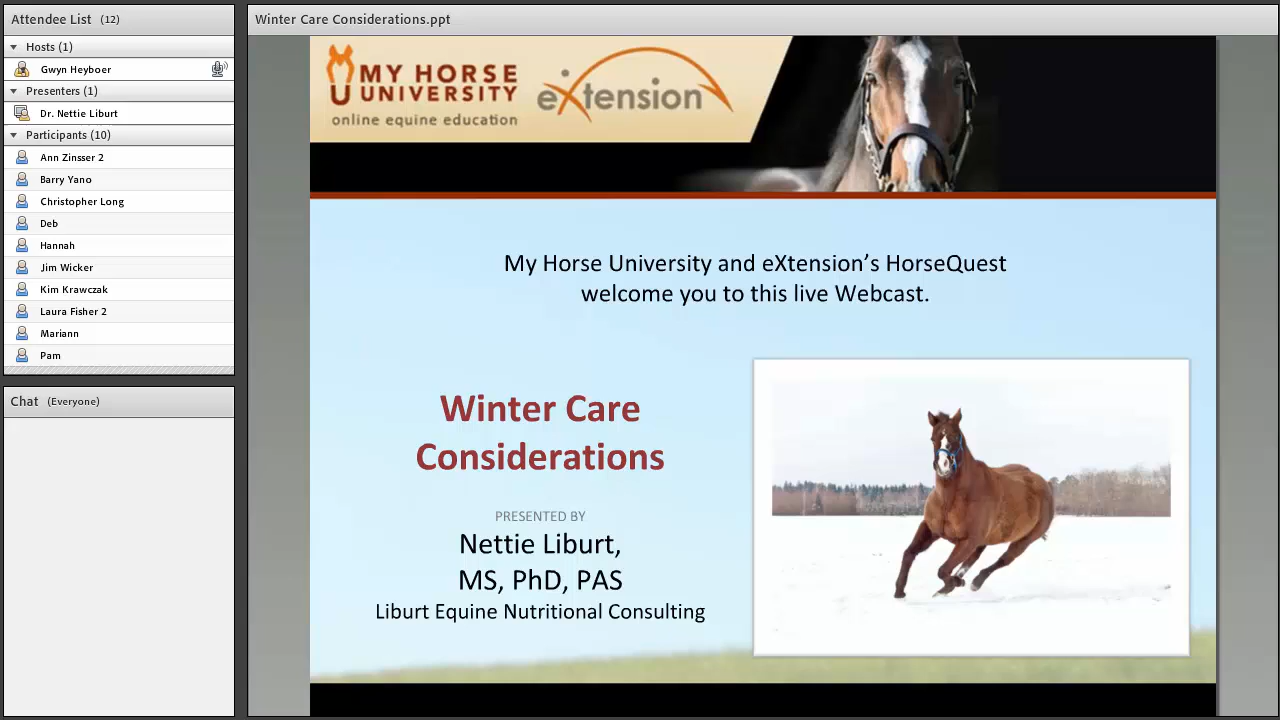 Attendee List (12)
Hosts (1)
Gwyn Heyboer
Presenters (1)
Dr. Nettie Liburt
Participants (10)
Ann Zinsser 2
Barry Yano
Christopher Long
Deb
Hannah
Jim Wicker
Kim Krawczak
Laura Fisher 2
Mariann
Pam
Chat (Everyone)
Winter Care Considerations.ppt
MY HORSE
UNIVERSITY
online equine education
eXtension
My Horse University and eXtension’s HorseQuest
welcome you to this live Webcast.
Winter Care
Considerations
PRESENTED BY
Nettie Liburt,
MS, PhD, PAS
Liburt Equine Nutritional Consulting